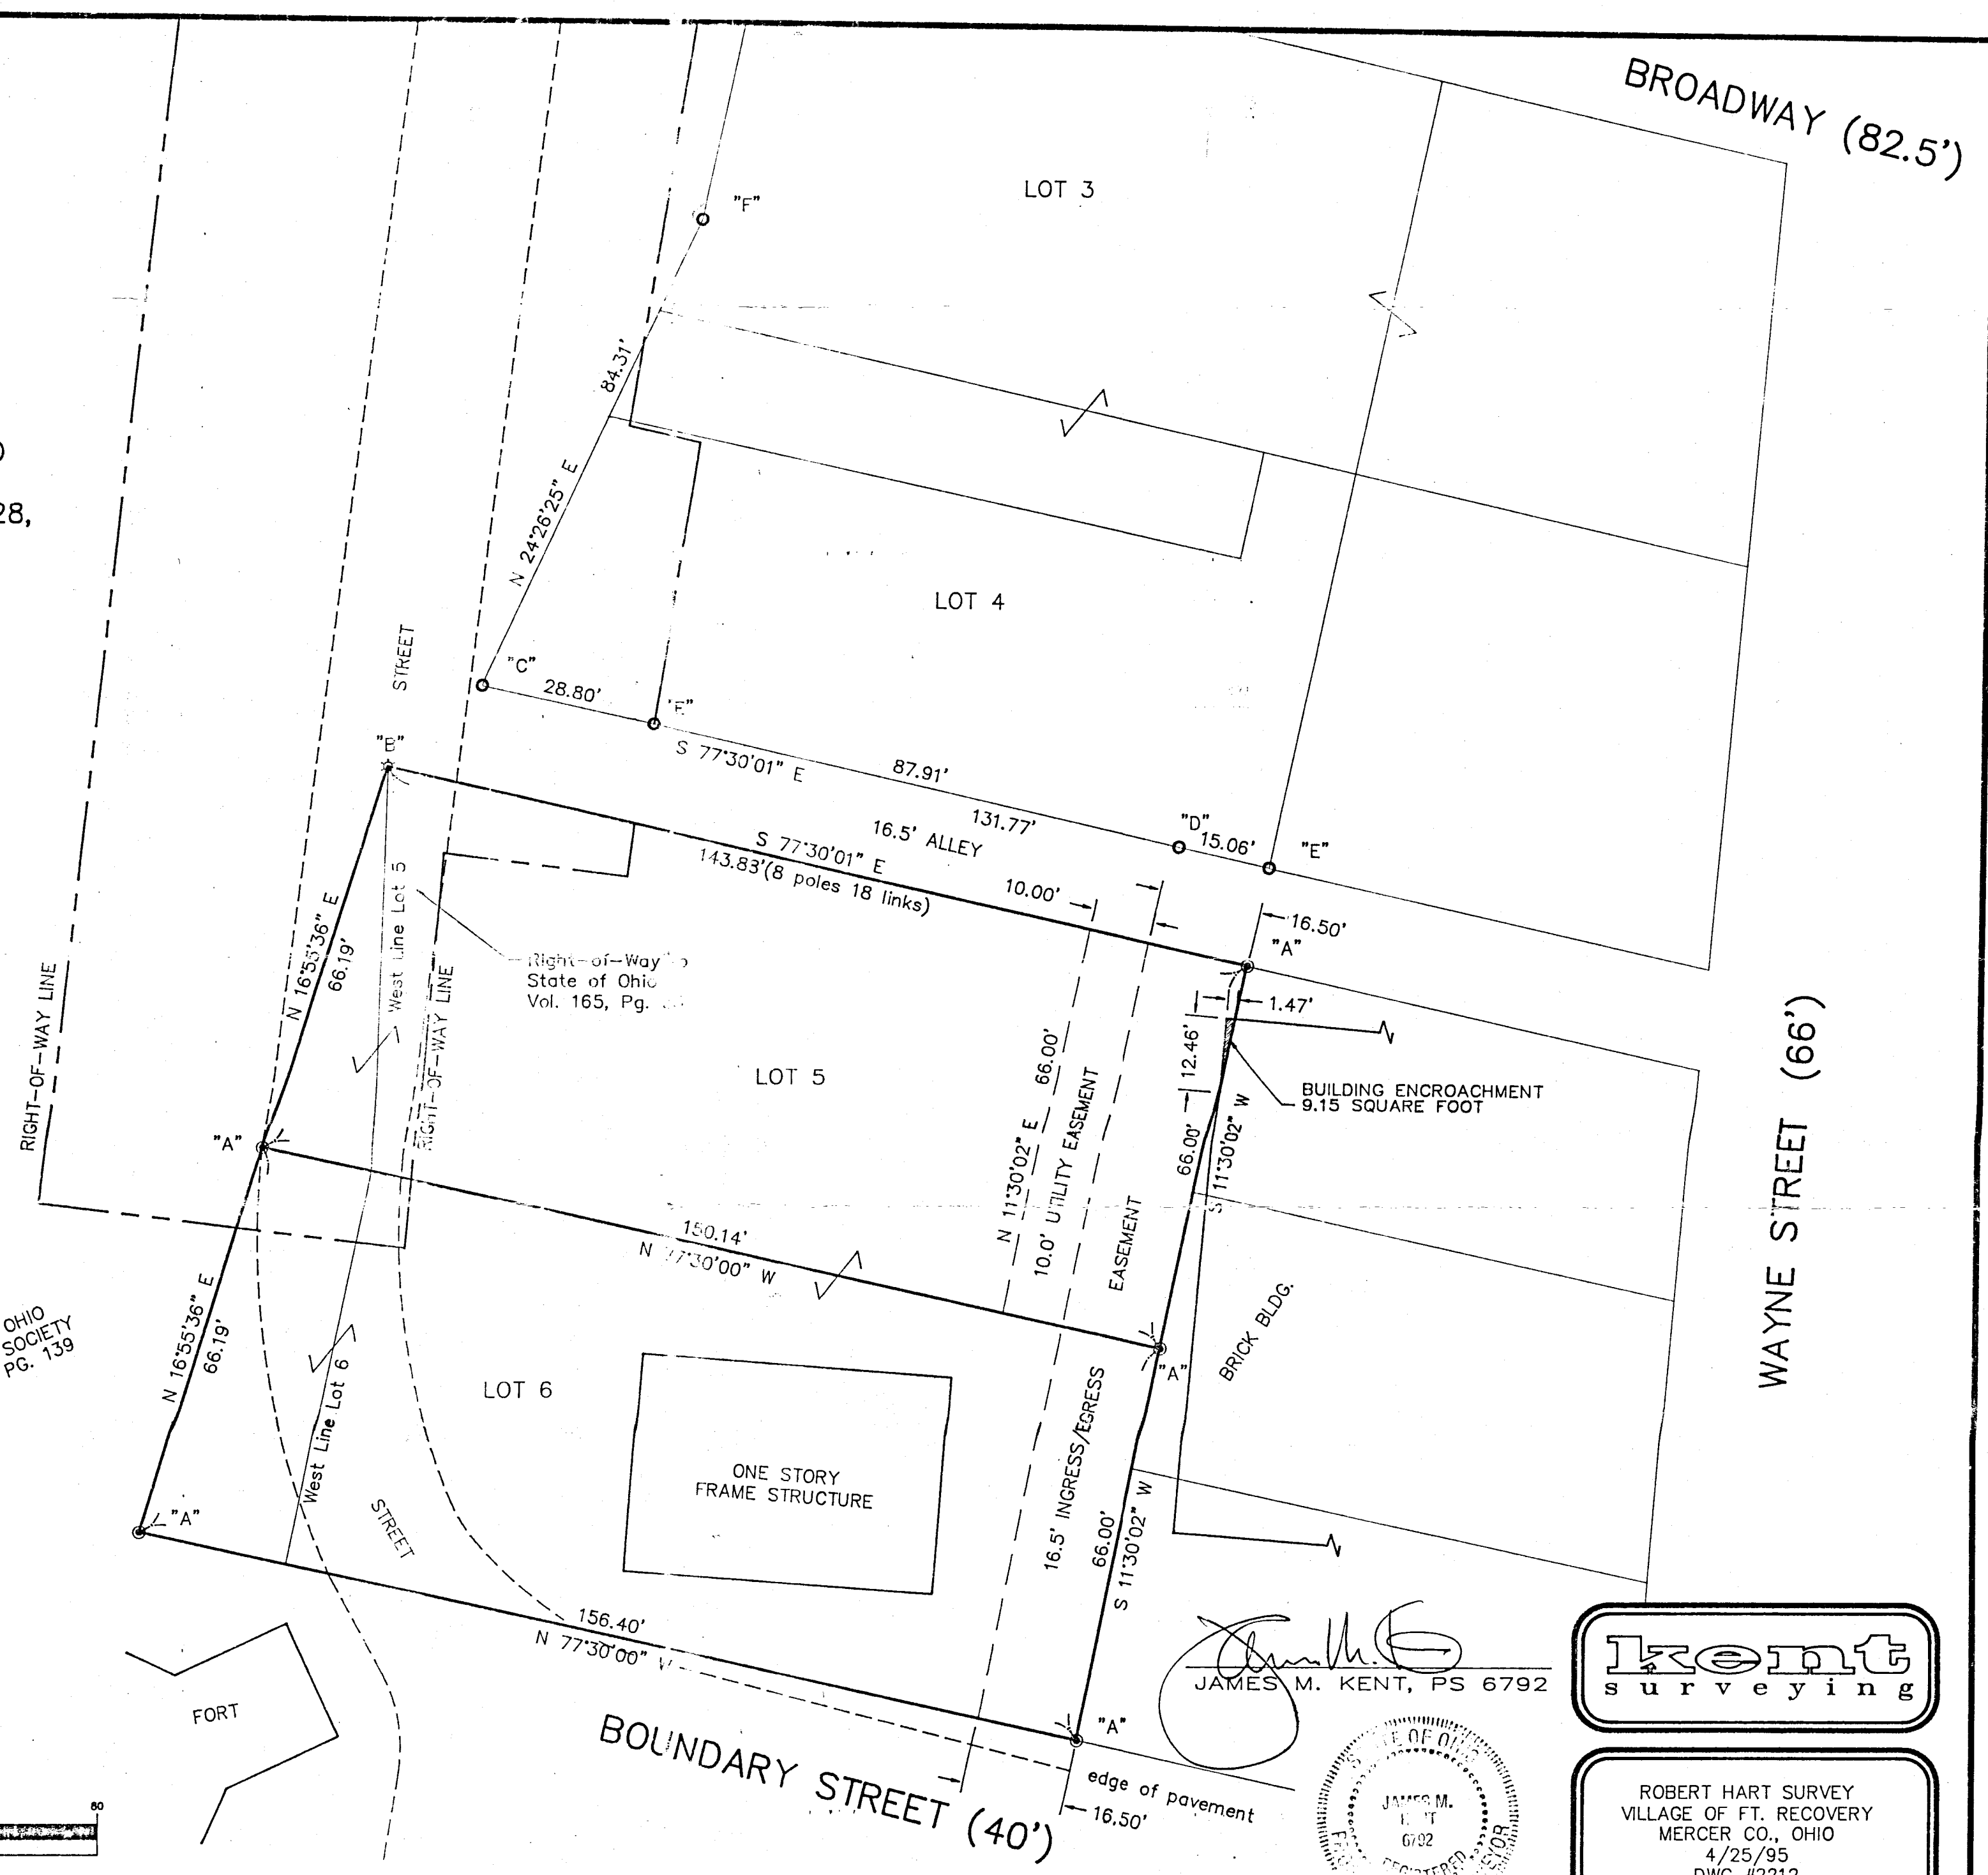 BROADWAY (82.5')
LOT 3
"F"
84.31'
N 24°26'25" E
28,
LOT 4
STREET
"C"
28.80'
"B"
S 77°30'01" E
87.91'
131.77'
"D"
15.06'
"E"
16.5' ALLEY
S 77°30'01" E
143.83'(8 poles 18 links)
10.00'
16.50'
"A"
1.47'
12.46'
BUILDING ENCROACHMENT
9.15 SQUARE FOOT
N 16°55'36" E
66.19'
West Line Lot 5
Right-of-Way
State of Ohio
Vol. 165, Pg.
RIGHT-OF-WAY LINE
RIGHT-OF-WAY LINE
LOT 5
N 11°30'02" E 66.00'
10.0' UTILITY EASEMENT
66.00'
S 11°30'02" W
WAYNE STREET (66')
"A"
150.14'
N 77°30'00" W
EASEMENT
16.5' INGRESS/EGRESS
BRICK BLDG.
"A"
OHIO
SOCIETY
PG. 139
N 16°55'36" E
66.19'
West Line Lot 6
LOT 6
ONE STORY
FRAME STRUCTURE
STREET
"A"
66.00'
S 11°30'02" W
156.40'
N 77°30'00"
"A"
FORT
BOUNDARY STREET (40')
edge of pavement
16.50'
60
JAMES M. KENT, PS 6792
OF
JAMES M.
6792
REGISTERED
kent
surveying
ROBERT HART SURVEY
VILLAGE OF FT. RECOVERY
MERCER CO., OHIO
4/25/95
DWG #2212